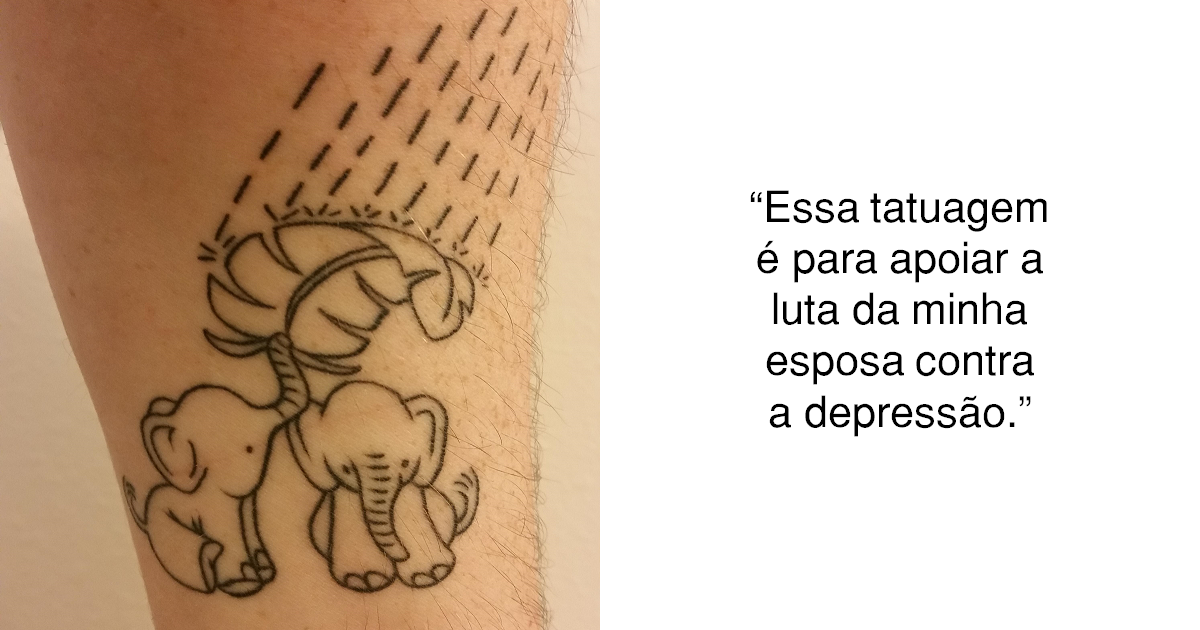 “Essa tatuagem
é para apoiar a
luta da minha
esposa contra
a depressão.”